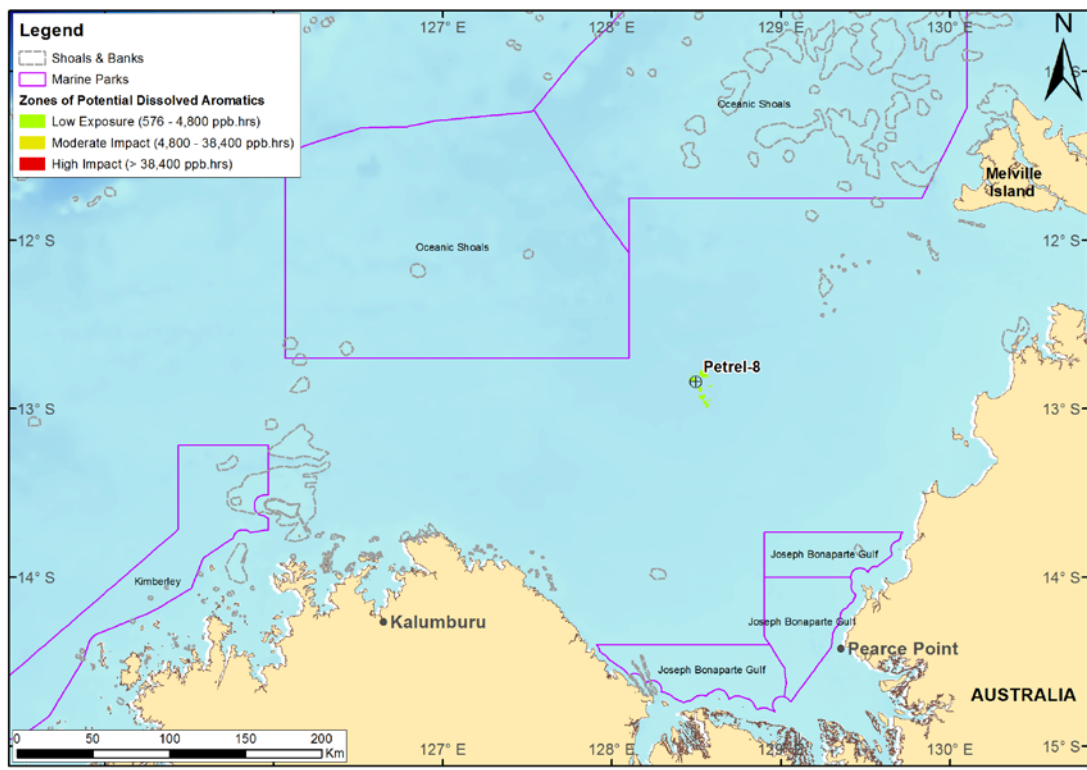 Legend
Shoals & Banks
Marine Parks
Zones of Potential Dissolved Aromatics
Low Exposure (576 - 4,800 ppb.hrs)
Moderate Impact (4,800 - 38,400 ppb.hrs)
High Impact (> 38,400 ppb.hrs)
127° E
128° E
129° E
130° E
N
Oceanic Shoals
Melville
Island
12° S
12° S
Oceanic Shoals
Petrel-8
13° S
13° S
Joseph Bonaparte Gulf
14° S
14° S
Kimberley
Kalumburu
Joseph Bonaparte Gulf
Pearce Point
Joseph Bonaparte Gulf
AUSTRALIA
0 50 100 150 200
Km
127° E
128° E
129° E
130° E
15° S